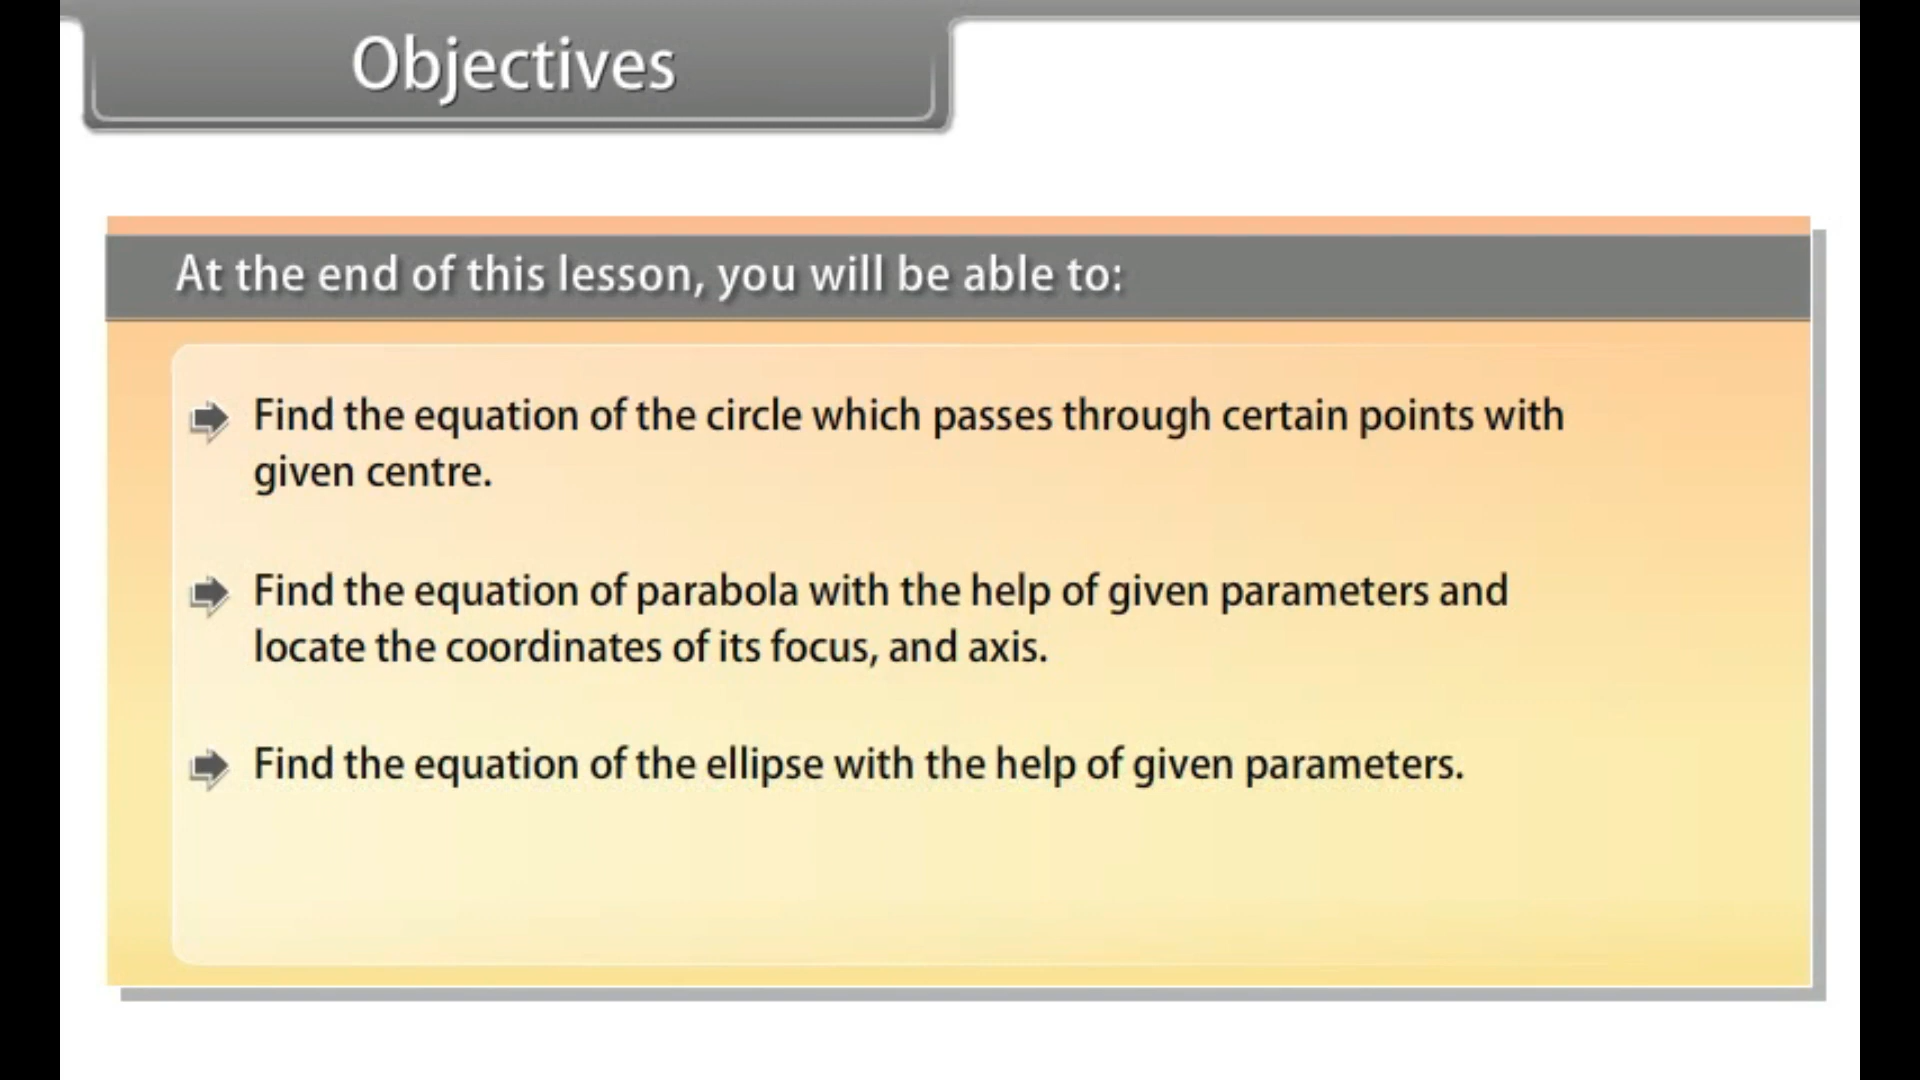 Objectives
At the end of this lesson, you will be able to:
Find the equation of the circle which passes through certain points with
given centre.
Find the equation of parabola with the help of given parameters and
locate the coordinates of its focus, and axis.
Find the equation of the ellipse with the help of given parameters.